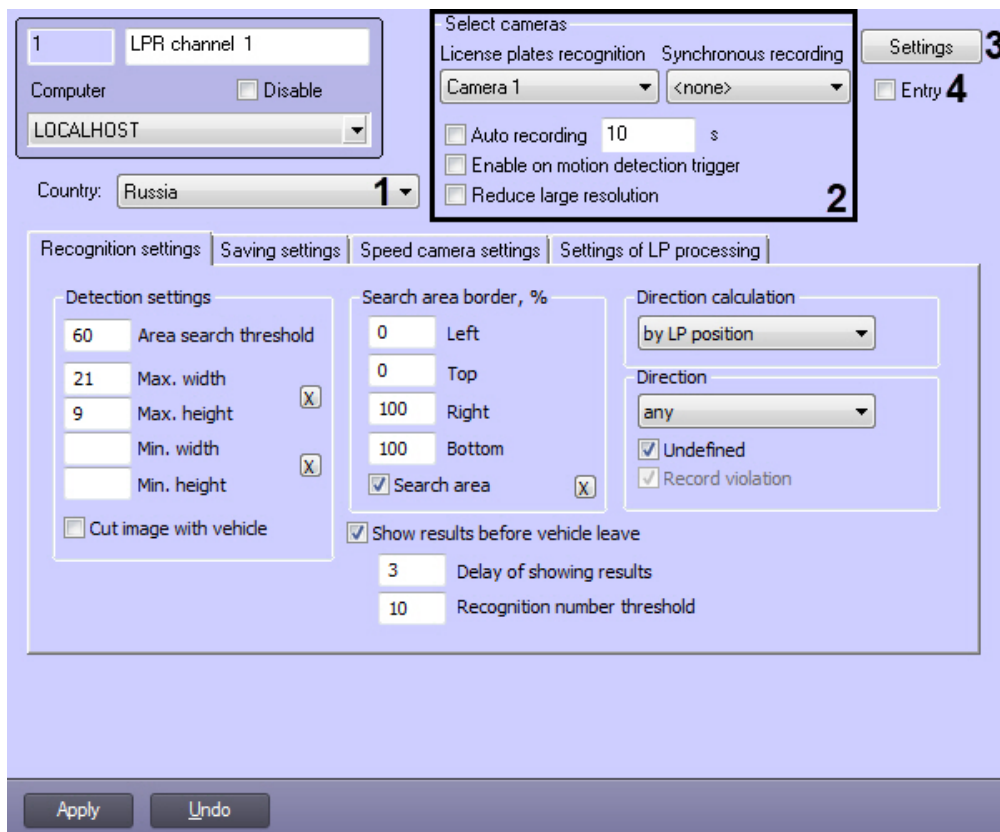 1
LPR channel 1
Computer
Disable
LOCALHOST
Country:
Russia
1
Select cameras
License plates recognition
Synchronous recording
Camera 1
<none>
Auto recording 10 s
Enable on motion detection trigger
Reduce large resolution
2
Settings
3
Entry
4
Recognition settings
Saving settings
Speed camera settings
Settings of LP processing
Detection settings
60 Area search threshold
21 Max. width
9 Max. height
X
Min. width
Min. height
X
Cut image with vehicle
Search area border, %
0 Left
0 Top
100 Right
100 Bottom
Search area
X
Show results before vehicle leave
3 Delay of showing results
10 Recognition number threshold
Direction calculation
by LP position
Direction
any
Undefined
Record violation
Apply
Undo